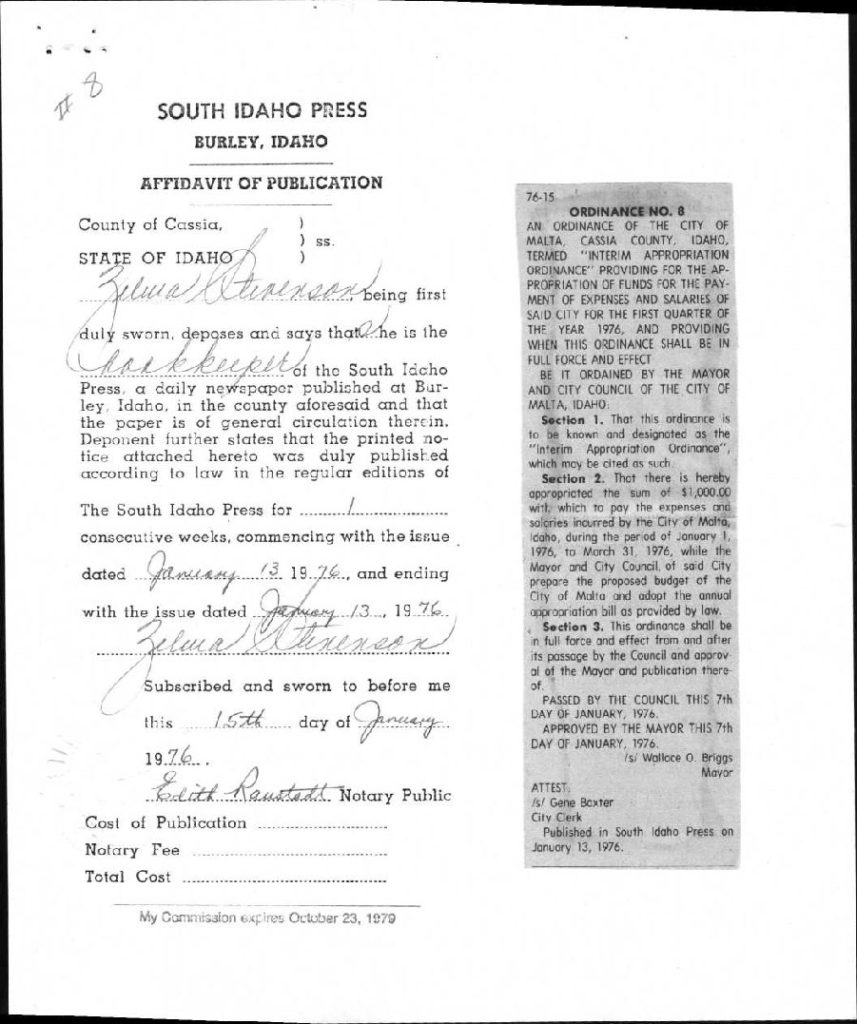 # 8
SOUTH IDAHO PRESS
BURLEY, IDAHO
AFFIDAVIT OF PUBLICATION
County of Cassia, )
) ss.
STATE OF IDAHO )
Zelma Stevenson being first
duly sworn, deposes and says that she is the
bookkeeper of the South Idaho
Press, a daily newspaper published at Bur-
ley, Idaho, in the county aforesaid and that
the paper is of general circulation therein.
Deponent further states that the printed no-
tice attached hereto was duly published
according to law in the regular editions of
The South Idaho Press for 1
consecutive weeks, commencing with the issue
dated January 13 1976, and ending
with the issue dated January 13, 1976
Zelma Stevenson
Subscribed and sworn to before me
this 15th day of January
1976.
Edith Notary Public
Cost of Publication
Notary Fee
Total Cost
My Commission expires October 23, 1979
76-15
ORDINANCE NO. 8
AN ORDINANCE OF THE CITY OF
MALTA, CASSIA COUNTY, IDAHO,
TERMED "INTERIM APPROPRIATION
ORDINANCE" PROVIDING FOR THE AP-
PROPRIATION OF FUNDS FOR THE PAY-
MENT OF EXPENSES AND SALARIES OF
SAID CITY FOR THE FIRST QUARTER OF
THE YEAR 1976, AND PROVIDING
WHEN THIS ORDINANCE SHALL BE IN
FULL FORCE AND EFFECT
BE IT ORDAINED BY THE MAYOR
AND CITY COUNCIL OF THE CITY OF
MALTA, IDAHO:
Section 1. That this ordinance is
to be known and designated as the
"Interim Appropriation Ordinance",
which may be cited as such.
Section 2. That there is hereby
appropriated the sum of $1,000.00
with which to pay the expenses and
salaries incurred by the City of Malta,
Idaho, during the period of January 1,
1976, to March 31, 1976, while the
Mayor and City Council of said City
prepare the proposed budget of the
City of Malta and adopt the annual
appropriation bill as provided by law.
Section 3. This ordinance shall be
in full force and effect from and after
its passage by the Council and approv-
al of the Mayor and publication there-
of.
PASSED BY THE COUNCIL THIS 7th
DAY OF JANUARY, 1976.
APPROVED BY THE MAYOR THIS 7th
DAY OF JANUARY, 1976.
/s/ Wallace O. Briggs
Mayor
ATTEST:
/s/ Gene Baxter
City Clerk
Published in South Idaho Press on
January 13, 1976.